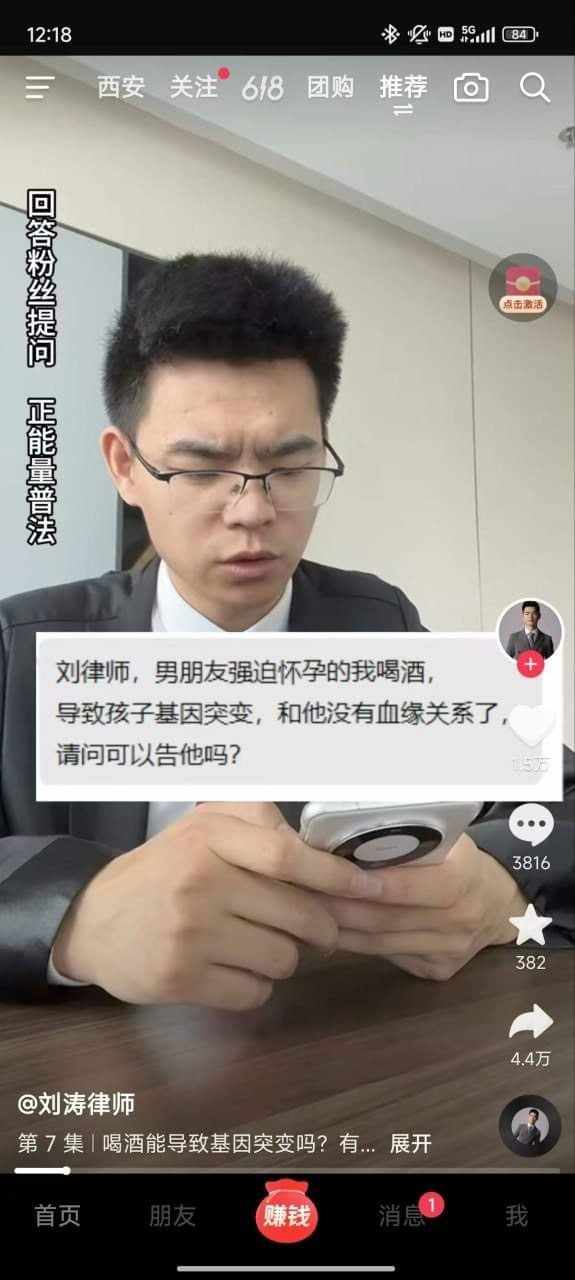 12:18
HD
5G
84
西安 关注 618 团购 推荐
点击激活
回答粉丝提问 正能量普法
刘律师，男朋友强迫怀孕的我喝酒，
导致孩子基因突变，和他没有血缘关系了，
请问可以告他吗？
1.5万
3816
382
4.4万
@刘涛律师
第 7 集 | 喝酒能导致基因突变吗？有... 展开
首页 朋友 赚钱 消息 1 我